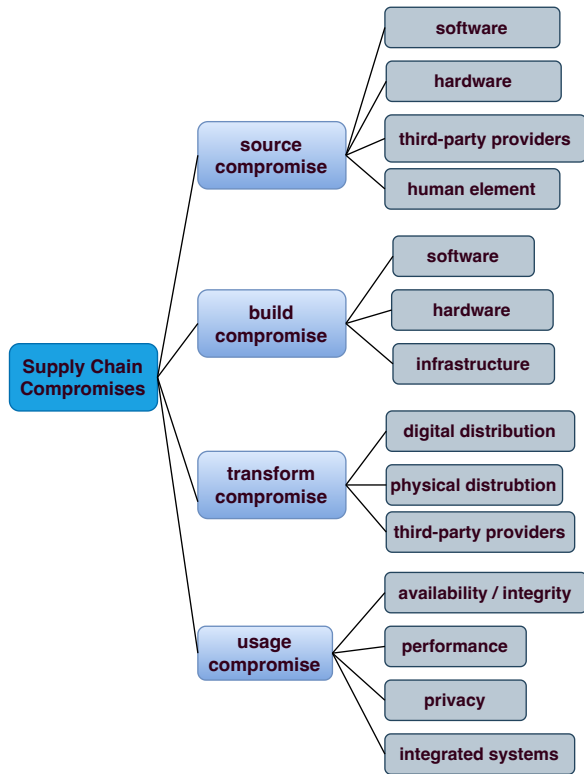 Supply Chain
Compromises
source
compromise
software
hardware
third-party providers
human element
build
compromise
software
hardware
infrastructure
transform
compromise
digital distribution
physical distrubtion
third-party providers
usage
compromise
availability / integrity
performance
privacy
integrated systems